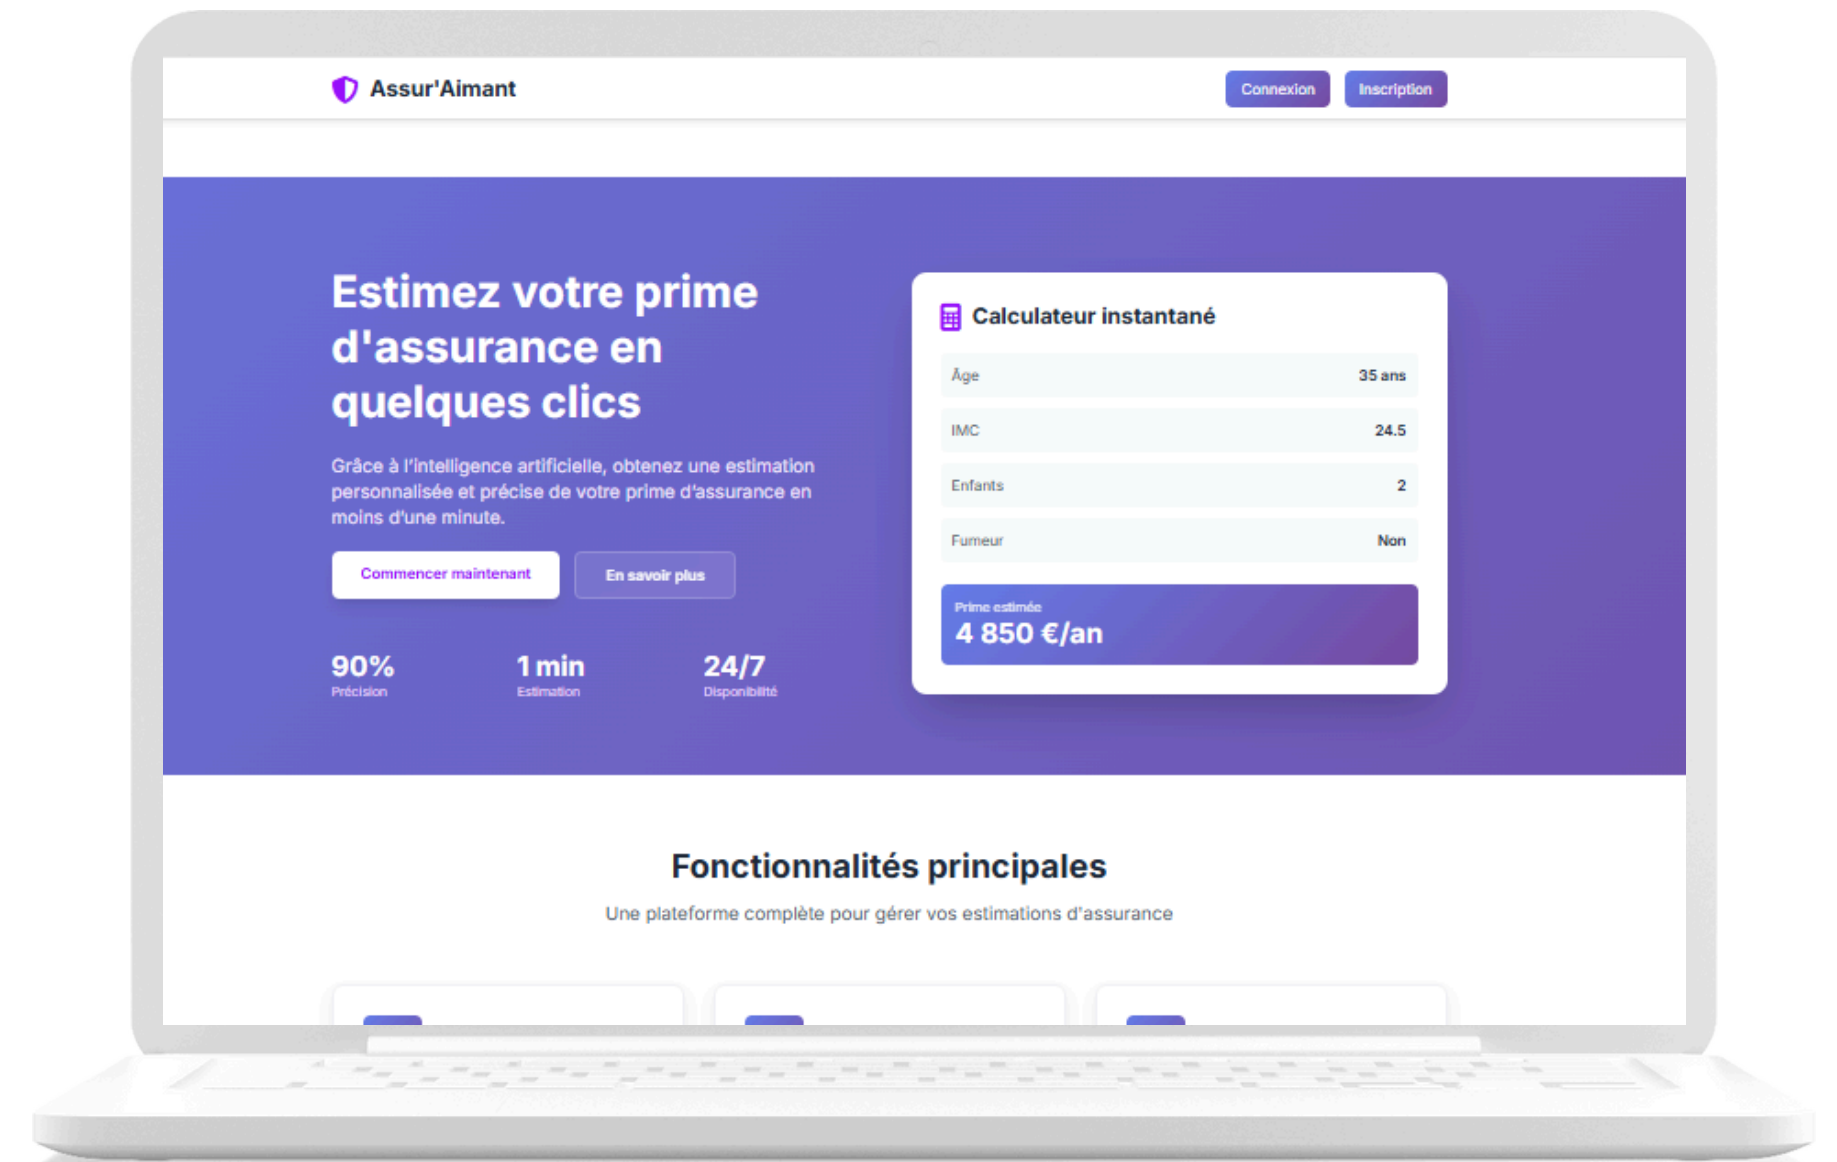 Assur'Aimant
Connexion
Inscription
Estimez votre prime
d'assurance en
quelques clics
Grâce à l'intelligence artificielle, obtenez une estimation
personnalisée et précise de votre prime d'assurance en
moins d'une minute.
Commencer maintenant
En savoir plus
90%
Précision
1 min
Estimation
24/7
Disponibilité
Calculateur instantané
Âge
35 ans
IMC
24.5
Enfants
2
Fumeur
Non
Prime estimée
4 850 €/an
Fonctionnalités principales
Une plateforme complète pour gérer vos estimations d'assurance